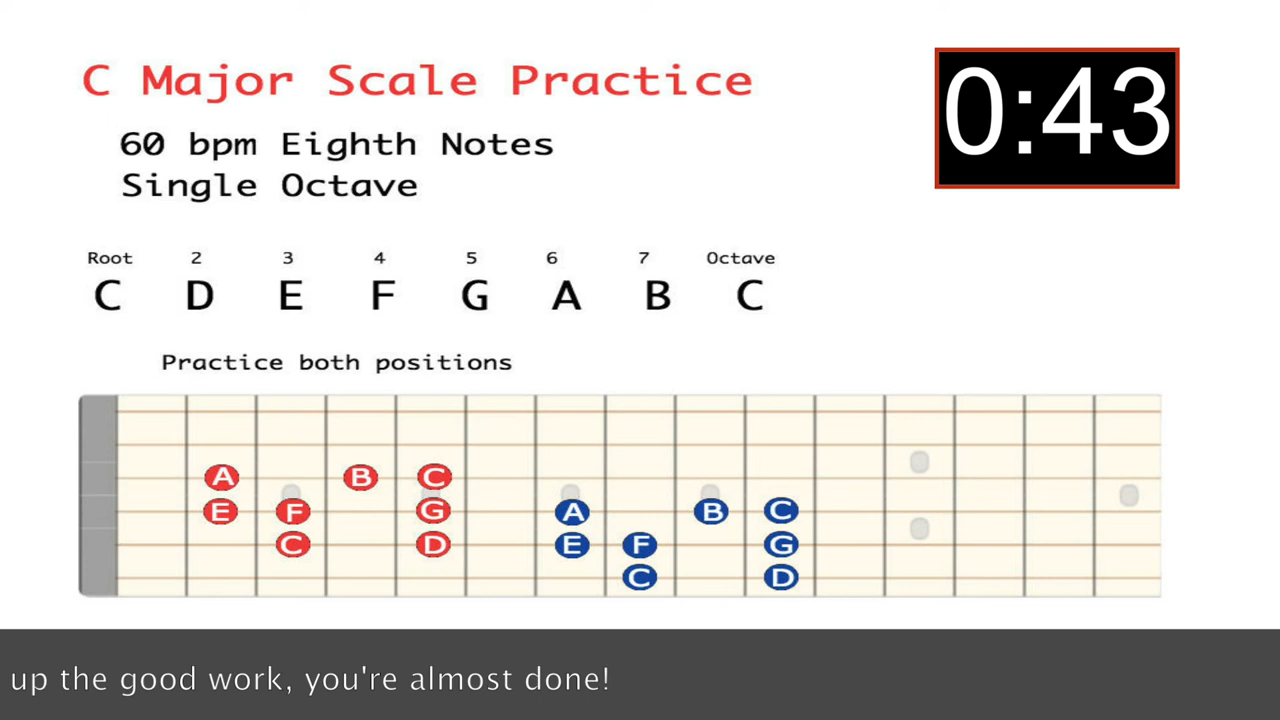 C Major Scale Practice
0:43
60 bpm Eighth Notes
Single Octave
Root 2 3 4 5 6 7 Octave
C D E F G A B C
Practice both positions
A B C
E F G A B C
C D E F G
C D
up the good work, you're almost done!